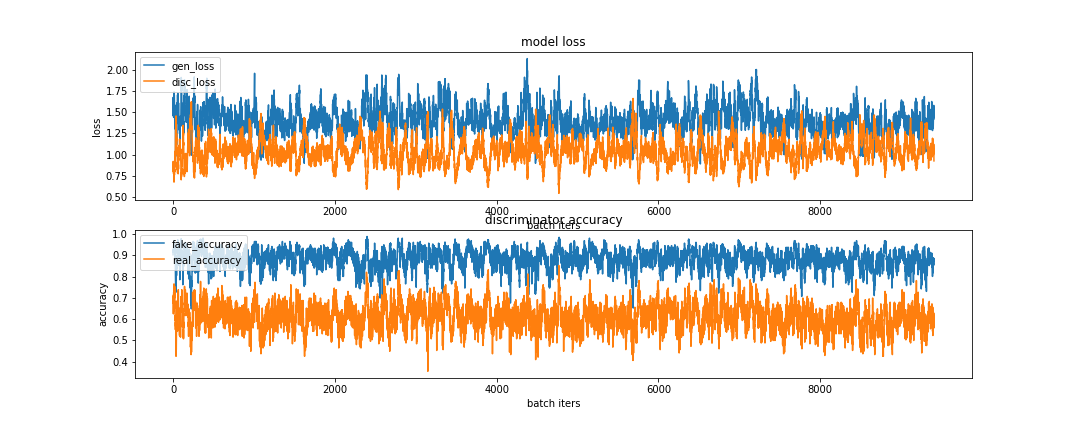 model loss
2.00
1.75
1.50
1.25
1.00
0.75
0.50
loss
gen_loss
disc_loss
0 2000 4000 6000 8000
batch iters
discriminator accuracy
1.0
0.9
0.8
0.7
0.6
0.5
0.4
accuracy
fake_accuracy
real_accuracy
0 2000 4000 6000 8000
batch iters